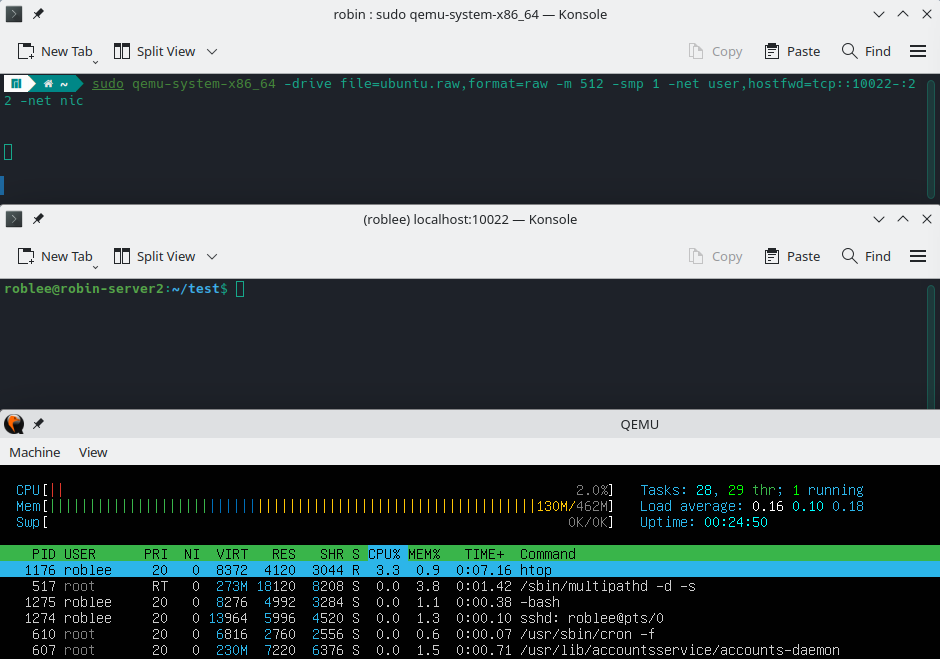 robin : sudo qemu-system-x86_64 — Konsole
New Tab Split View Copy Paste Find
~ sudo qemu-system-x86_64 -drive file=ubuntu.raw,format=raw -m 512 -smp 1 -net user,hostfwd=tcp::10022-:2
2 -net nic
(roblee) localhost:10022 — Konsole
New Tab Split View Copy Paste Find
roblee@robin-server2:~/test$
QEMU
Machine View
CPU[|| 2.0%] Tasks: 28, 29 thr; 1 running
Mem[||||||||||||||||||||||||||||||||||||||||||||||||||||||||||||130M/462M] Load average: 0.16 0.10 0.18
Swp[ 0K/0K] Uptime: 00:24:50
PID USER PRI NI VIRT RES SHR S CPU% MEM% TIME+ Command
1176 roblee 20 0 8372 4120 3044 R 3.3 0.9 0:07.16 htop
517 root RT 0 273M 18120 8208 S 0.0 3.8 0:01.42 /sbin/multipathd -d -s
1275 roblee 20 0 8276 4992 3284 S 0.0 1.1 0:00.38 -bash
1274 roblee 20 0 13964 5996 4520 S 0.0 1.3 0:00.10 sshd: roblee@pts/0
610 root 20 0 6816 2760 2556 S 0.0 0.6 0:00.07 /usr/sbin/cron -f
607 root 20 0 230M 7220 6376 S 0.0 1.5 0:00.71 /usr/lib/accountsservice/accounts-daemon